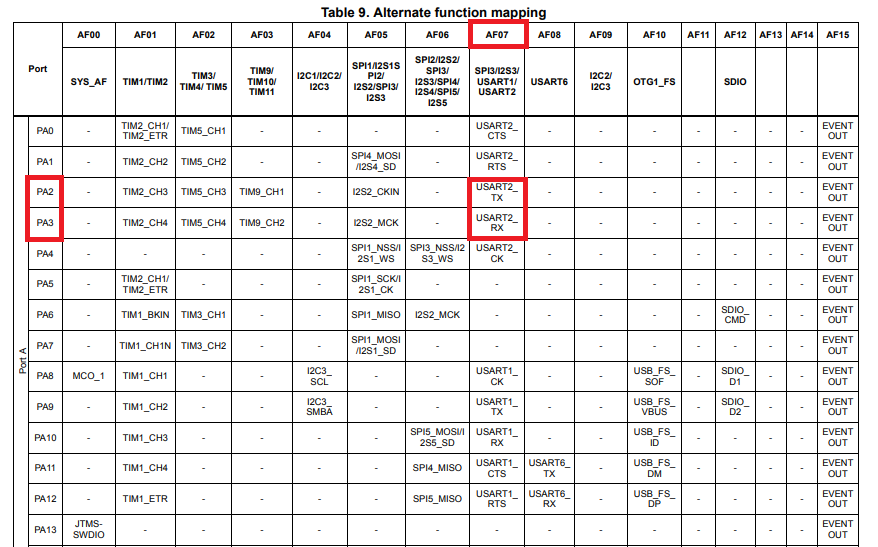 Table 9. Alternate function mapping
Port AF00 AF01 AF02 AF03 AF04 AF05 AF06 AF07 AF08 AF09 AF10 AF11 AF12 AF13 AF14 AF15
SYS_AF TIM1/TIM2 TIM3/ TIM4/ TIM5 TIM9/ TIM10/ TIM11 I2C1/I2C2/ I2C3 SPI1/I2S1S PI2/ I2S2/SPI3/ I2S3 SPI2/I2S2/ SPI3/ I2S3/SPI4/ I2S4/SPI5/ I2S5 SPI3/I2S3/ USART1/ USART2 USART6 I2C2/ I2C3 OTG1_FS SDIO
Port A
PA0 - TIM2_CH1/ TIM2_ETR TIM5_CH1 - - - - USART2_ CTS - - - - - - - EVENT OUT
PA1 - TIM2_CH2 TIM5_CH2 - - SPI4_MOSI /I2S4_SD - USART2_ RTS - - - - - - - EVENT OUT
PA2 - TIM2_CH3 TIM5_CH3 TIM9_CH1 - I2S2_CKIN - USART2_ TX - - - - - - - EVENT OUT
PA3 - TIM2_CH4 TIM5_CH4 TIM9_CH2 - I2S2_MCK - USART2_ RX - - - - - - - EVENT OUT
PA4 - - - - - SPI1_NSS/I 2S1_WS SPI3_NSS/I2 S3_WS USART2_ CK - - - - - - - EVENT OUT
PA5 - TIM2_CH1/ TIM2_ETR - - - SPI1_SCK/I 2S1_CK - - - - - - - - - EVENT OUT
PA6 - TIM1_BKIN TIM3_CH1 - - SPI1_MISO I2S2_MCK - - - - - SDIO_ CMD - - EVENT OUT
PA7 - TIM1_CH1N TIM3_CH2 - - SPI1_MOSI /I2S1_SD - - - - - - - - - EVENT OUT
PA8 MCO_1 TIM1_CH1 - - I2C3_ SCL - - USART1_ CK - - USB_FS_ SOF - SDIO_ D1 - - EVENT OUT
PA9 - TIM1_CH2 - - I2C3_ SMBA - - USART1_ TX - - USB_FS_ VBUS - SDIO_ D2 - - EVENT OUT
PA10 - TIM1_CH3 - - - - SPI5_MOSI/I 2S5_SD USART1_ RX - - USB_FS_ ID - - - - EVENT OUT
PA11 - TIM1_CH4 - - - - SPI4_MISO USART1_ CTS USART6_ TX - USB_FS_ DM - - - - EVENT OUT
PA12 - TIM1_ETR - - - - SPI5_MISO USART1_ RTS USART6_ RX - USB_FS_ DP - - - - EVENT OUT
PA13 JTMS- SWDIO - - - - - - - - - - - - - - EVENT OUT